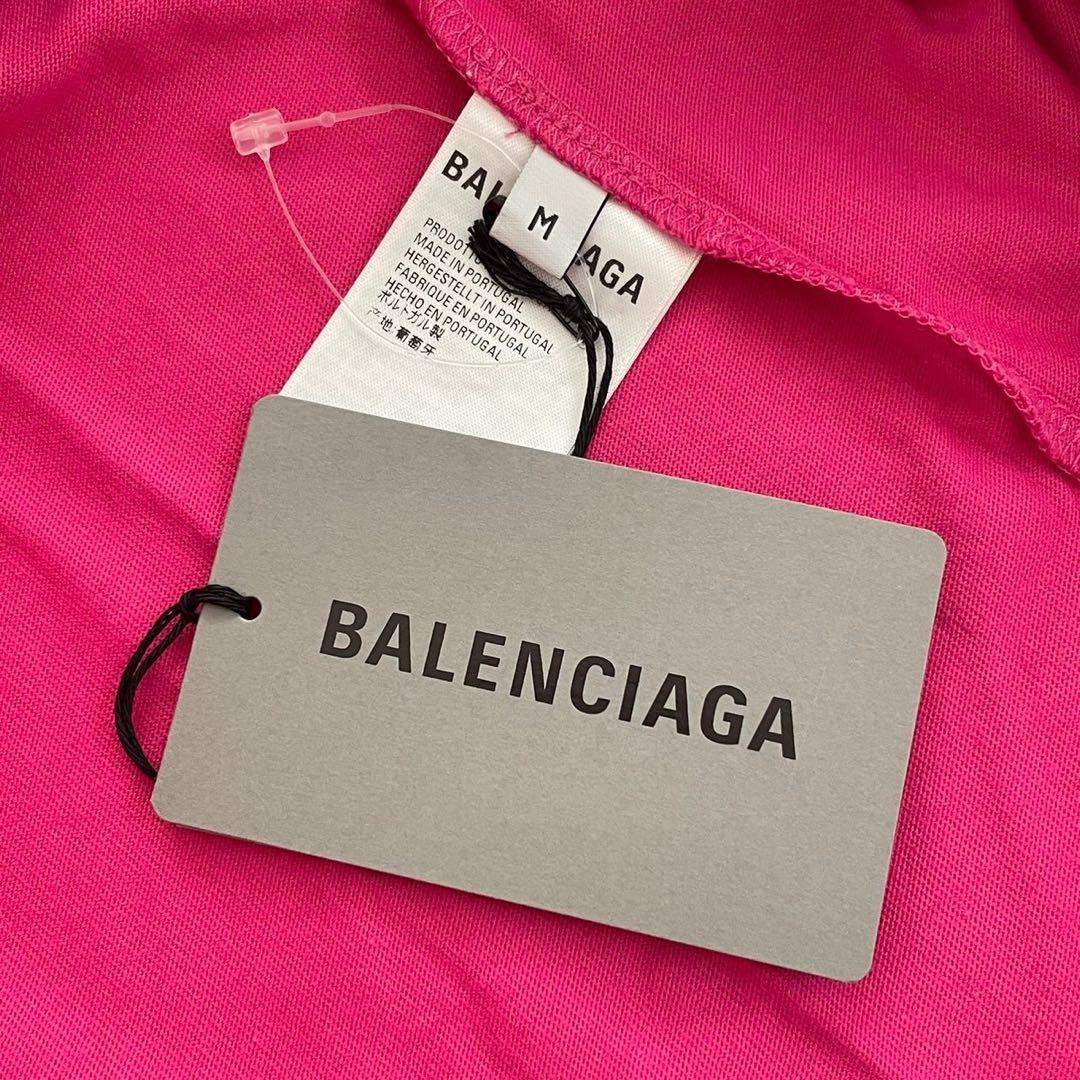 BAL AGA
M
PRODOTTO
MADE IN PORTUGAL
HERGESTELLT IN PORTUGAL
FABRIQUE EN PORTUGAL
HECHO EN PORTUGAL
ポルトガル製
产地:葡萄牙
BALENCIAGA